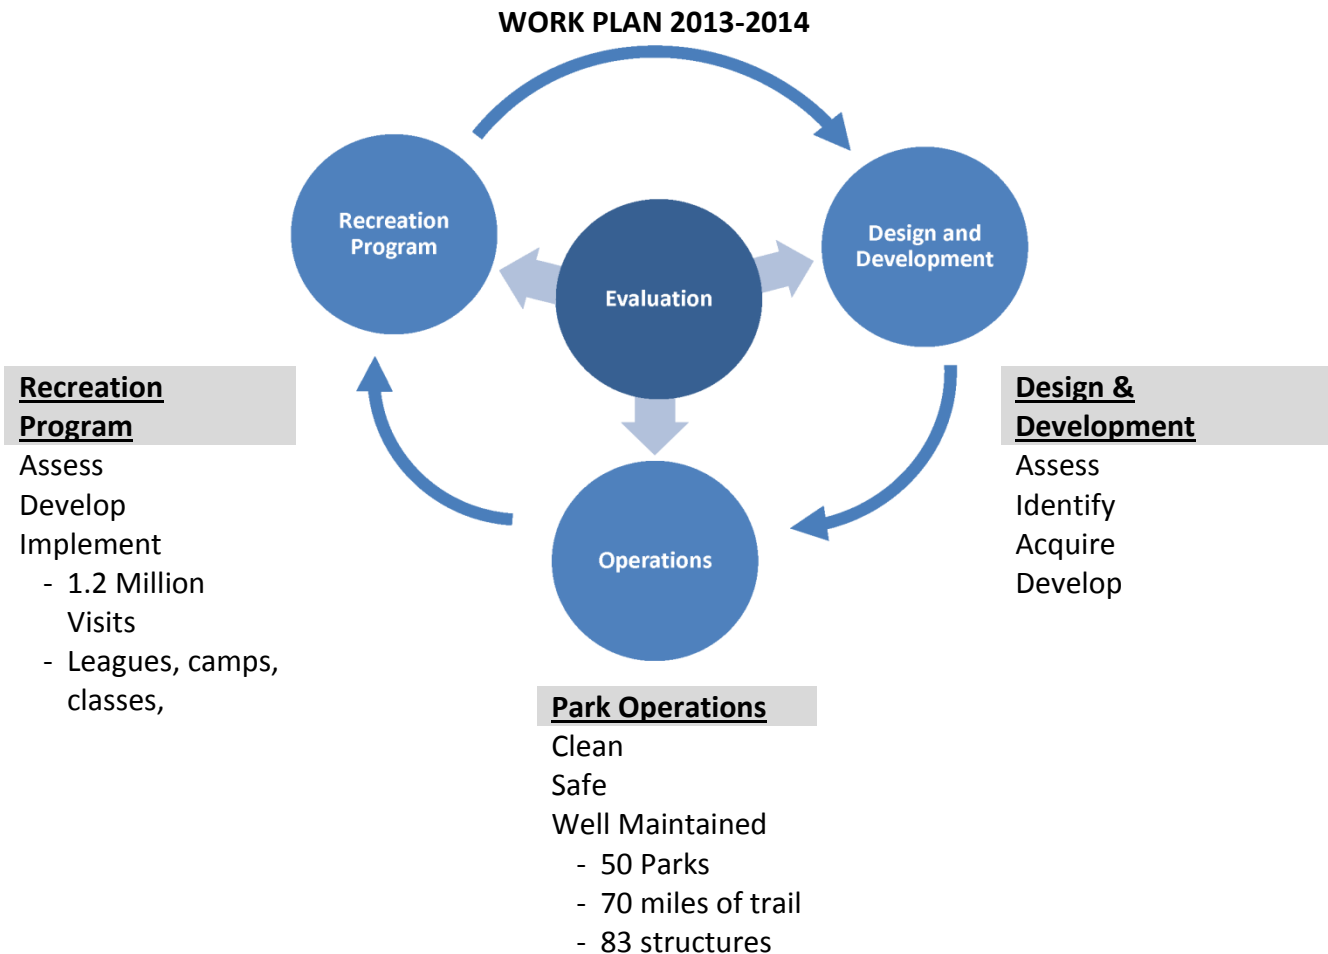 WORK PLAN 2013-2014
Recreation
Program
Design and
Development
Evaluation
Operations
Recreation
Program
Assess
Develop
Implement
- 1.2 Million
Visits
- Leagues, camps,
classes,
Design &
Development
Assess
Identify
Acquire
Develop
Park Operations
Clean
Safe
Well Maintained
- 50 Parks
- 70 miles of trail
- 83 structures